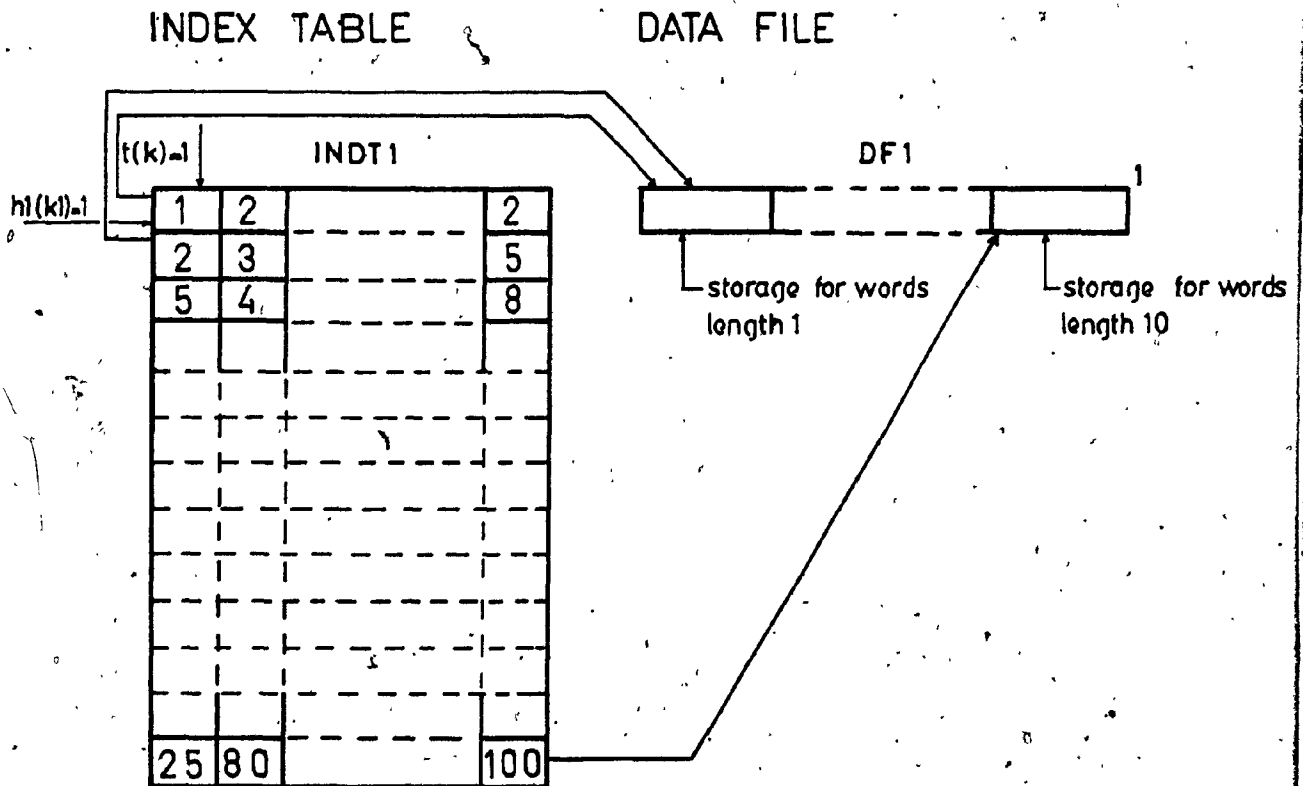 INDEX TABLE DATA FILE
t(k)=1 INDT1 DF1
h1(k1)=1 1 2 2 1
2 3 5
5 4 8
storage for words length 1
storage for words length 10
25 80 100